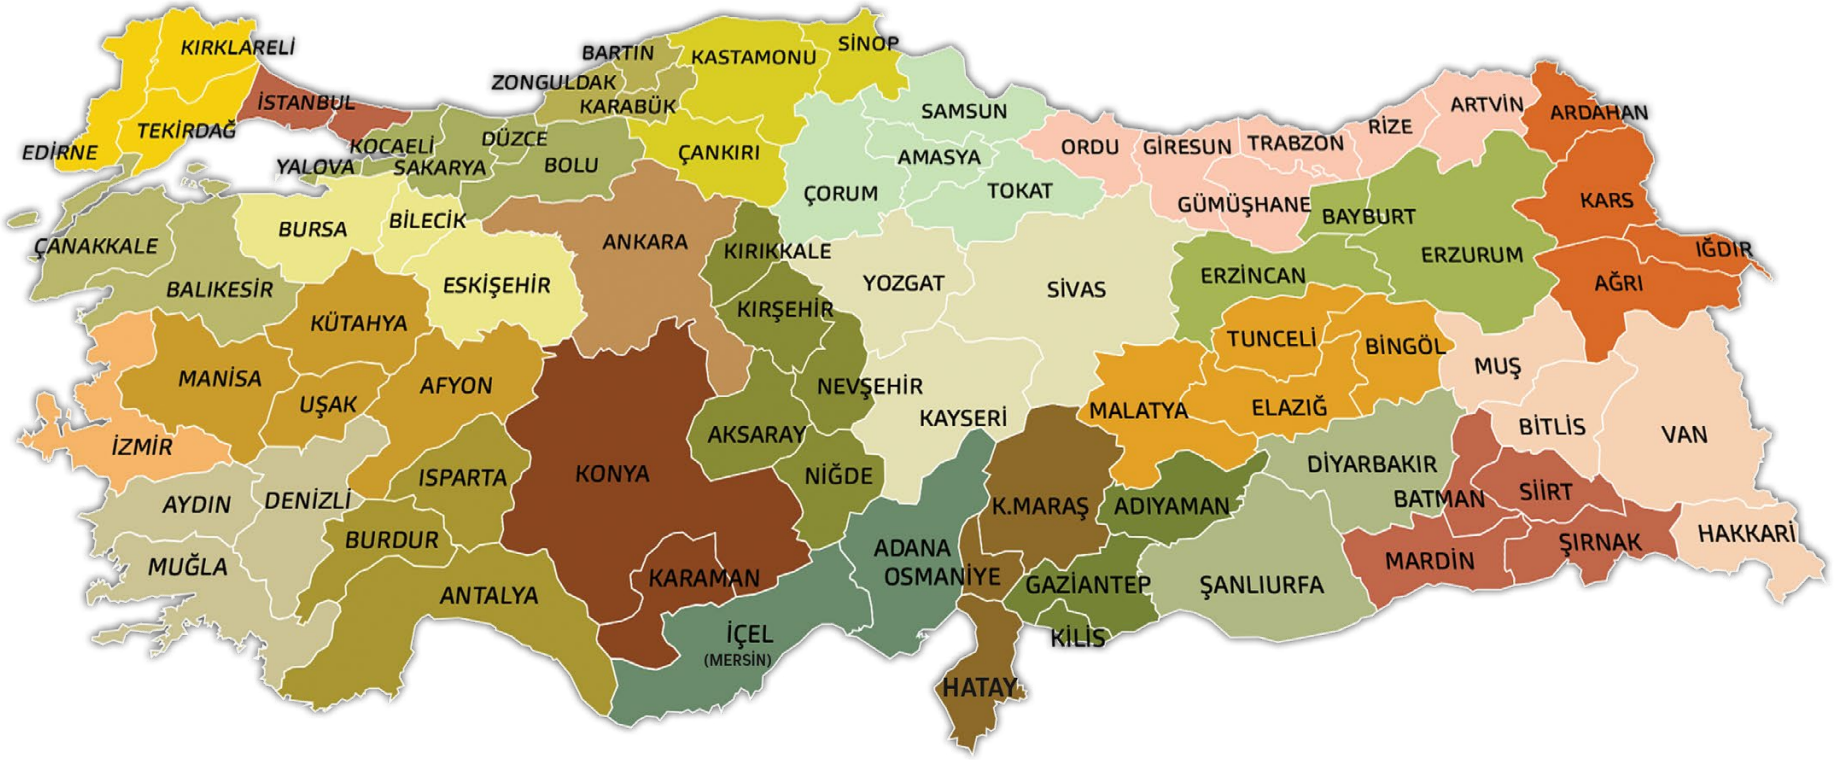 KIRKLARELİ
EDİRNE
TEKİRDAĞ
İSTANBUL
KOCAELİ
YALOVA
SAKARYA
DÜZCE
BOLU
ZONGULDAK
BARTIN
KARABÜK
KASTAMONU
SİNOP
ÇANKIRI
SAMSUN
AMASYA
ÇORUM
TOKAT
ORDU
GİRESUN
TRABZON
RİZE
ARTVİN
GÜMÜŞHANE
BAYBURT
ARDAHAN
KARS
IĞDIR
AĞRI
ERZURUM
ERZİNCAN
ÇANAKKALE
BALIKESİR
BURSA
BİLECİK
ESKİŞEHİR
ANKARA
KIRIKKALE
KIRŞEHİR
YOZGAT
SİVAS
KÜTAHYA
MANİSA
UŞAK
AFYON
İZMİR
AYDIN
DENİZLİ
MUĞLA
BURDUR
ISPARTA
ANTALYA
KONYA
KARAMAN
AKSARAY
NEVŞEHİR
NİĞDE
KAYSERİ
TUNCELİ
BİNGÖL
ELAZIĞ
MALATYA
MUŞ
BİTLİS
VAN
HAKKARİ
DİYARBAKIR
BATMAN
SİİRT
ŞIRNAK
MARDİN
ŞANLIURFA
ADIYAMAN
K.MARAŞ
GAZİANTEP
KİLİS
ADANA
OSMANİYE
İÇEL
(MERSİN)
HATAY